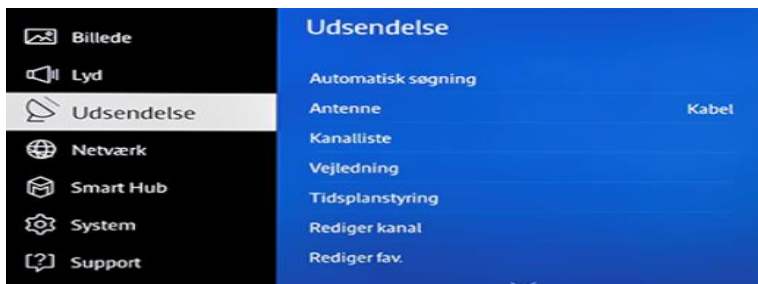 Billede
Lyd
Udsendelse
Netværk
Smart Hub
System
Support
Udsendelse
Automatisk søgning
Antenne Kabel
Kanalliste
Vejledning
Tidsplanstyring
Rediger kanal
Rediger fav.